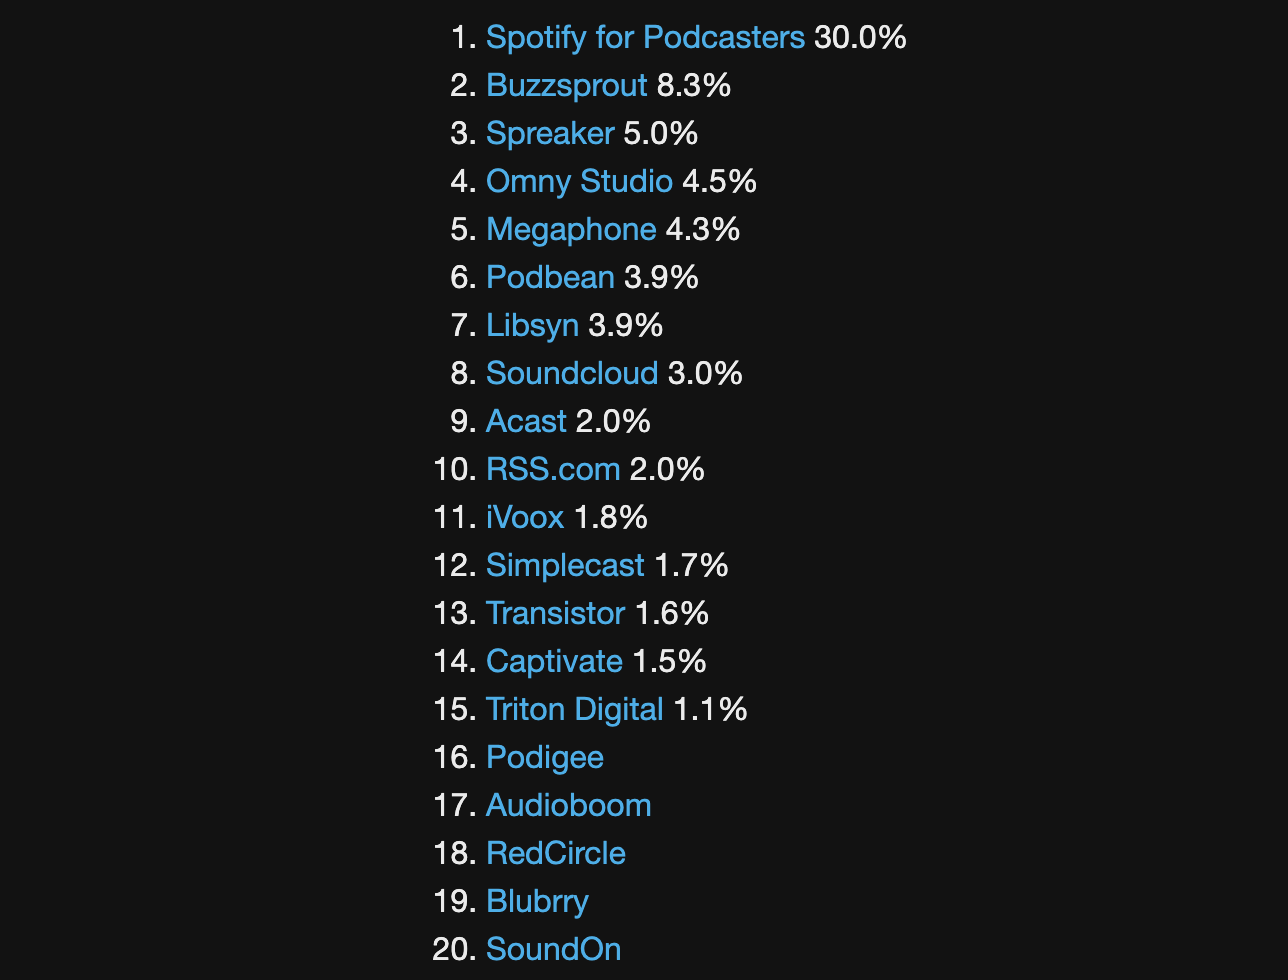 1. Spotify for Podcasters 30.0%
2. Buzzsprout 8.3%
3. Spreaker 5.0%
4. Omny Studio 4.5%
5. Megaphone 4.3%
6. Podbean 3.9%
7. Libsyn 3.9%
8. Soundcloud 3.0%
9. Acast 2.0%
10. RSS.com 2.0%
11. iVoox 1.8%
12. Simplecast 1.7%
13. Transistor 1.6%
14. Captivate 1.5%
15. Triton Digital 1.1%
16. Podigee
17. Audioboom
18. RedCircle
19. Blubrry
20. SoundOn